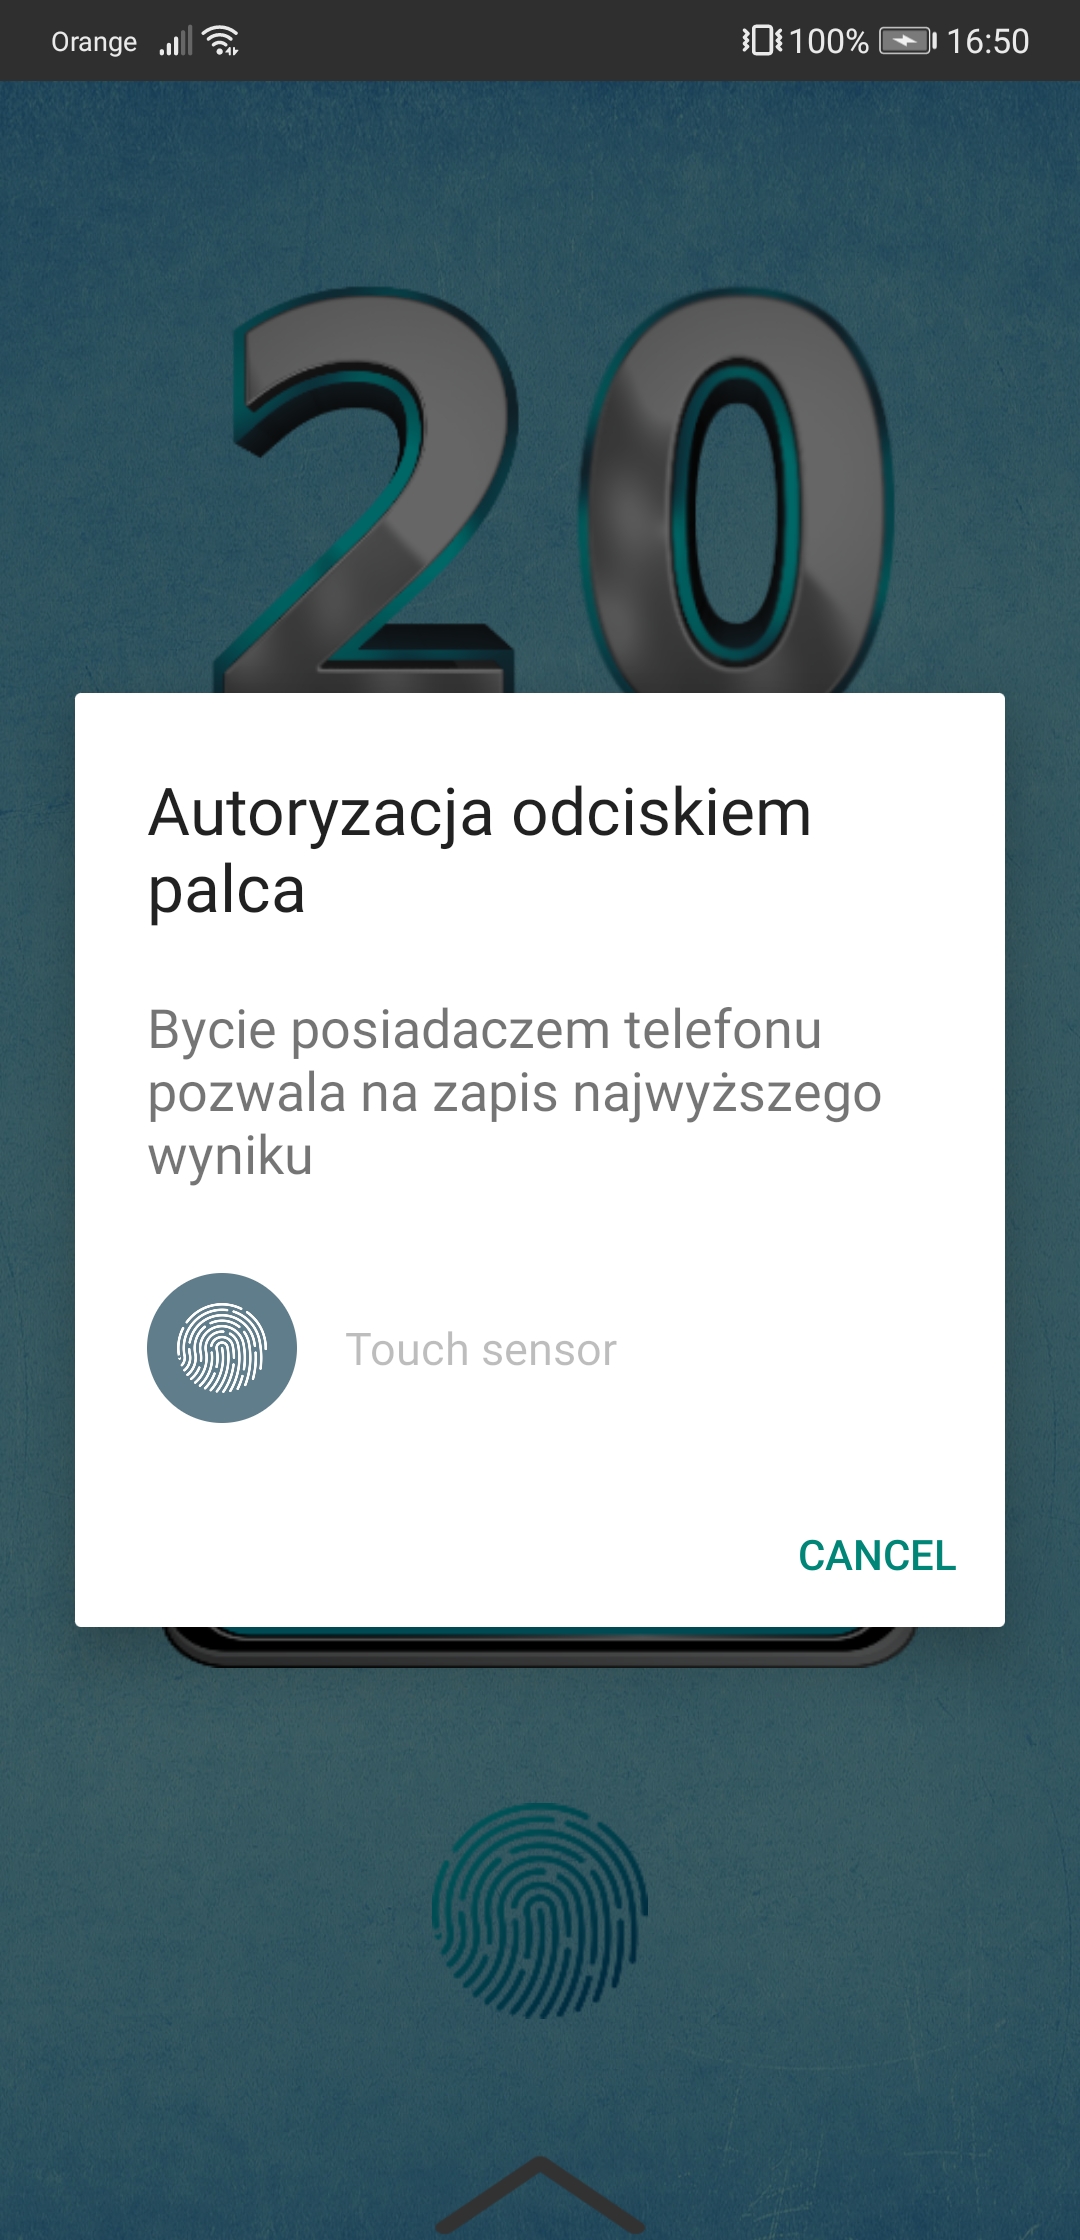 Orange 100% 16:50
20
Autoryzacja odciskiem
palca
Bycie posiadaczem telefonu
pozwala na zapis najwyższego
wyniku
Touch sensor
CANCEL